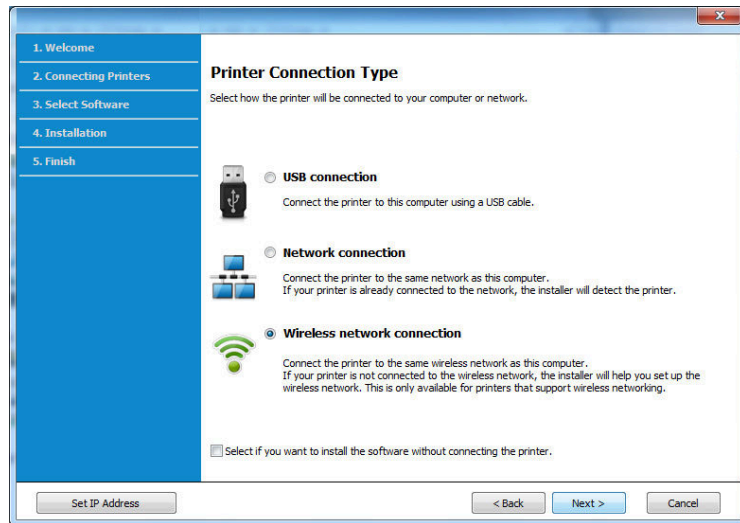 1. Welcome
2. Connecting Printers
3. Select Software
4. Installation
5. Finish
Printer Connection Type
Select how the printer will be connected to your computer or network.
USB connection
Connect the printer to this computer using a USB cable.
Network connection
Connect the printer to the same network as this computer.
If your printer is already connected to the network, the installer will detect the printer.
Wireless network connection
Connect the printer to the same wireless network as this computer.
If your printer is not connected to the wireless network, the installer will help you set up the
wireless network. This is only available for printers that support wireless networking.
Select if you want to install the software without connecting the printer.
Set IP Address
< Back
Next >
Cancel